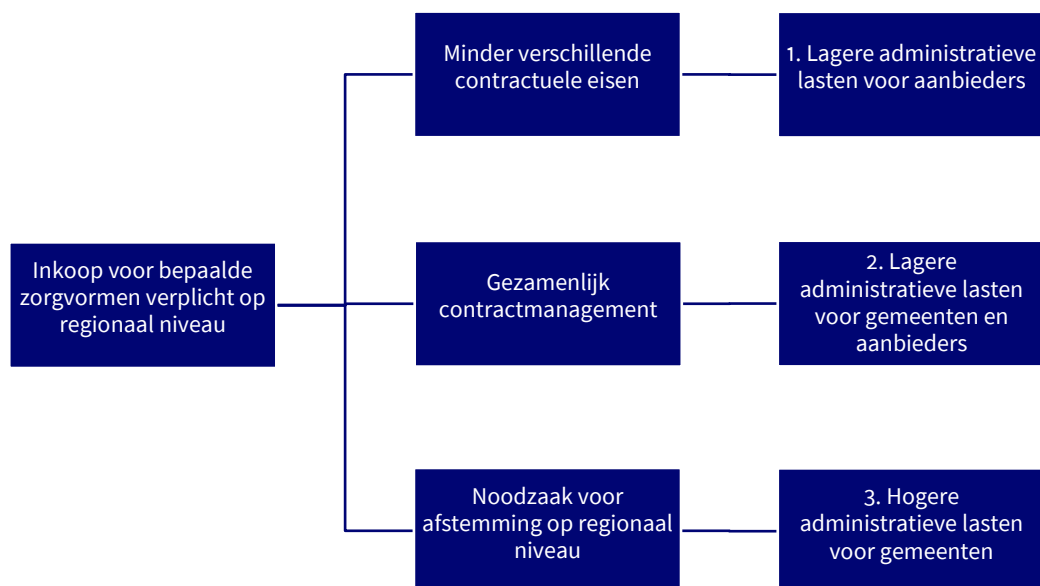 Minder verschillende
contractuele eisen
1. Lagere administratieve
lasten voor aanbieders
Inkoop voor bepaalde
zorgvormen verplicht op
regionaal niveau
Gezamenlijk
contractmanagement
2. Lagere
administratieve lasten
voor gemeenten en
aanbieders
Noodzaak voor
afstemming op regionaal
niveau
3. Hogere
administratieve lasten
voor gemeenten